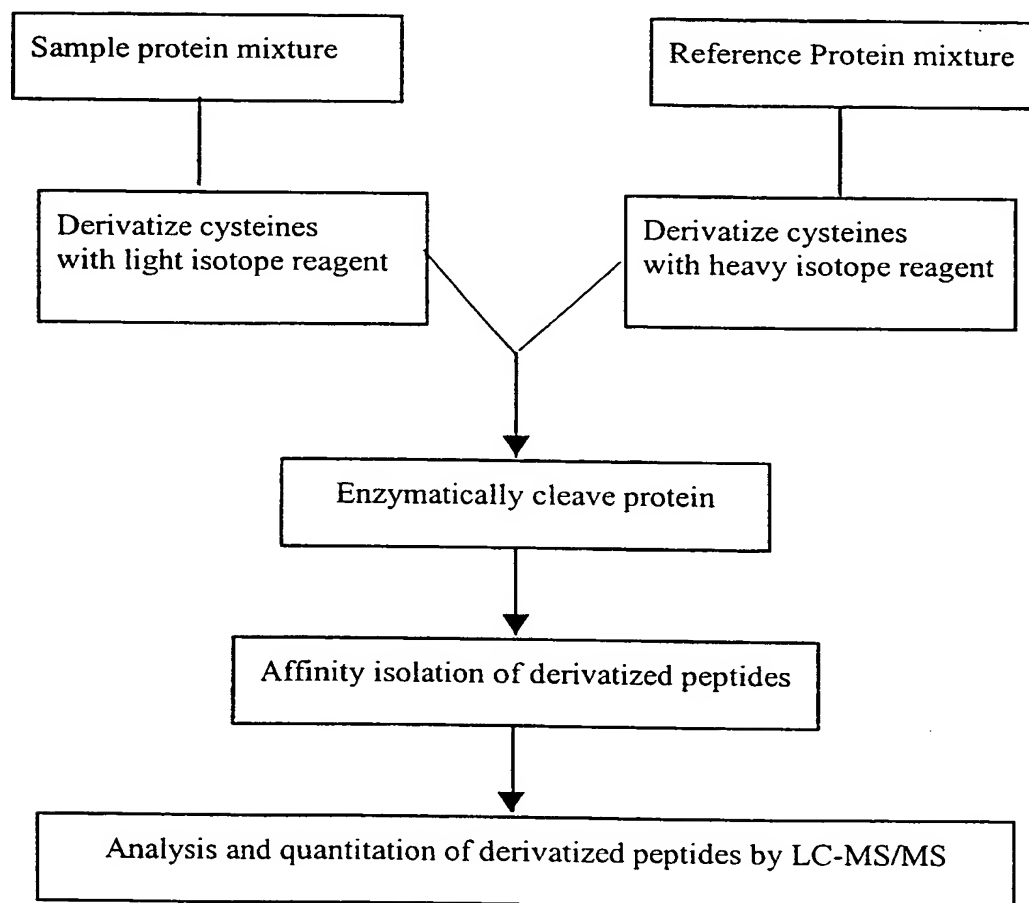 Sample protein mixture
Reference Protein mixture
Derivatize cysteines
with light isotope reagent
Derivatize cysteines
with heavy isotope reagent
Enzymatically cleave protein
Affinity isolation of derivatized peptides
Analysis and quantitation of derivatized peptides by LC-MS/MS